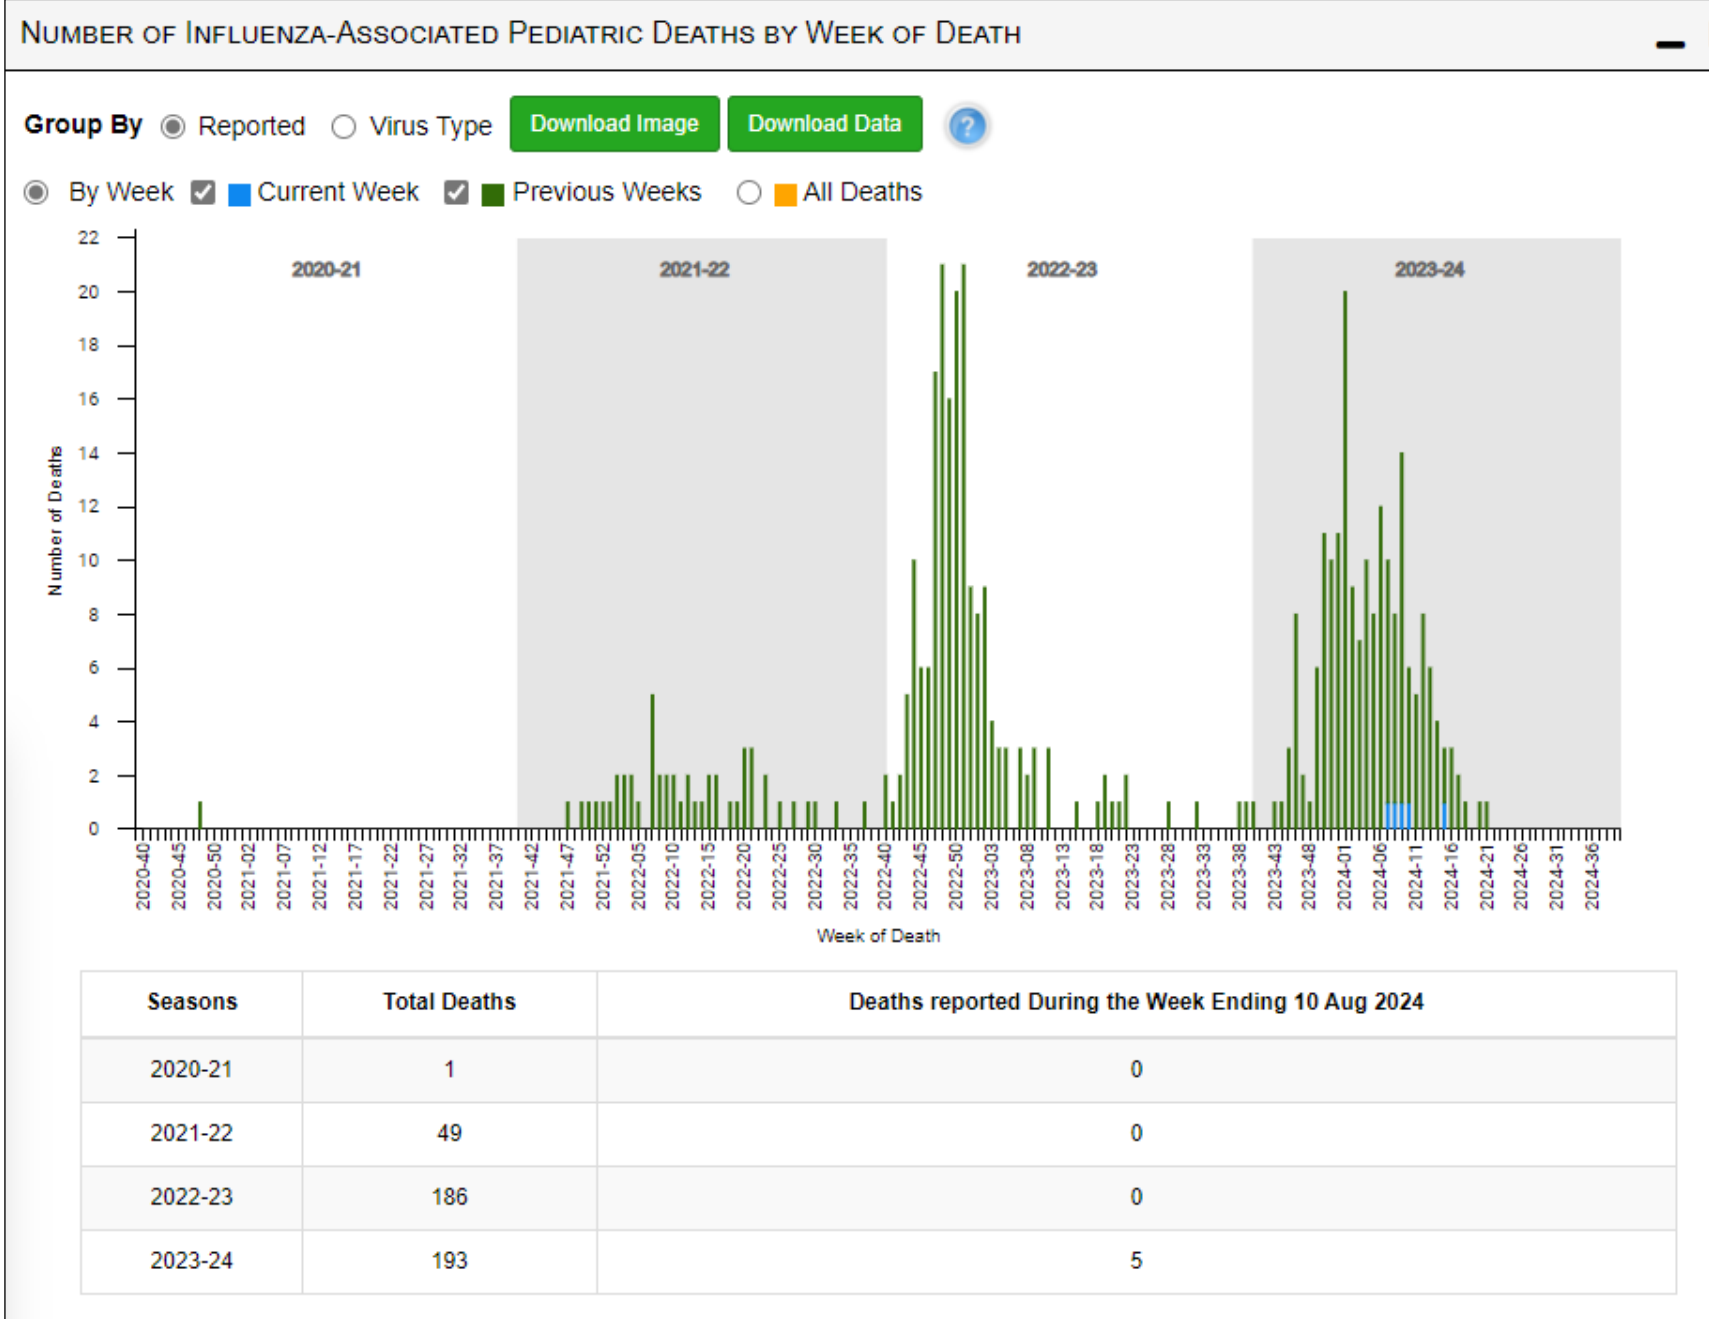 NUMBER OF INFLUENZA-ASSOCIATED PEDIATRIC DEATHS BY WEEK OF DEATH
Group By Reported Virus Type Download Image Download Data ?
By Week Current Week Previous Weeks All Deaths
2020-21 2021-22 2022-23 2023-24
22
20
18
16
14
12
10
8
6
4
2
0
Number of Deaths
2020-40 2020-45 2020-50 2021-02 2021-07 2021-12 2021-17 2021-22 2021-27 2021-32 2021-37 2021-42 2021-47 2021-52 2022-05 2022-10 2022-15 2022-20 2022-25 2022-30 2022-35 2022-40 2022-45 2022-50 2023-03 2023-08 2023-13 2023-18 2023-23 2023-28 2023-33 2023-38 2023-43 2023-48 2024-01 2024-06 2024-11 2024-16 2024-21 2024-26 2024-31 2024-36
Week of Death
Seasons Total Deaths Deaths reported During the Week Ending 10 Aug 2024
2020-21 1 0
2021-22 49 0
2022-23 186 0
2023-24 193 5